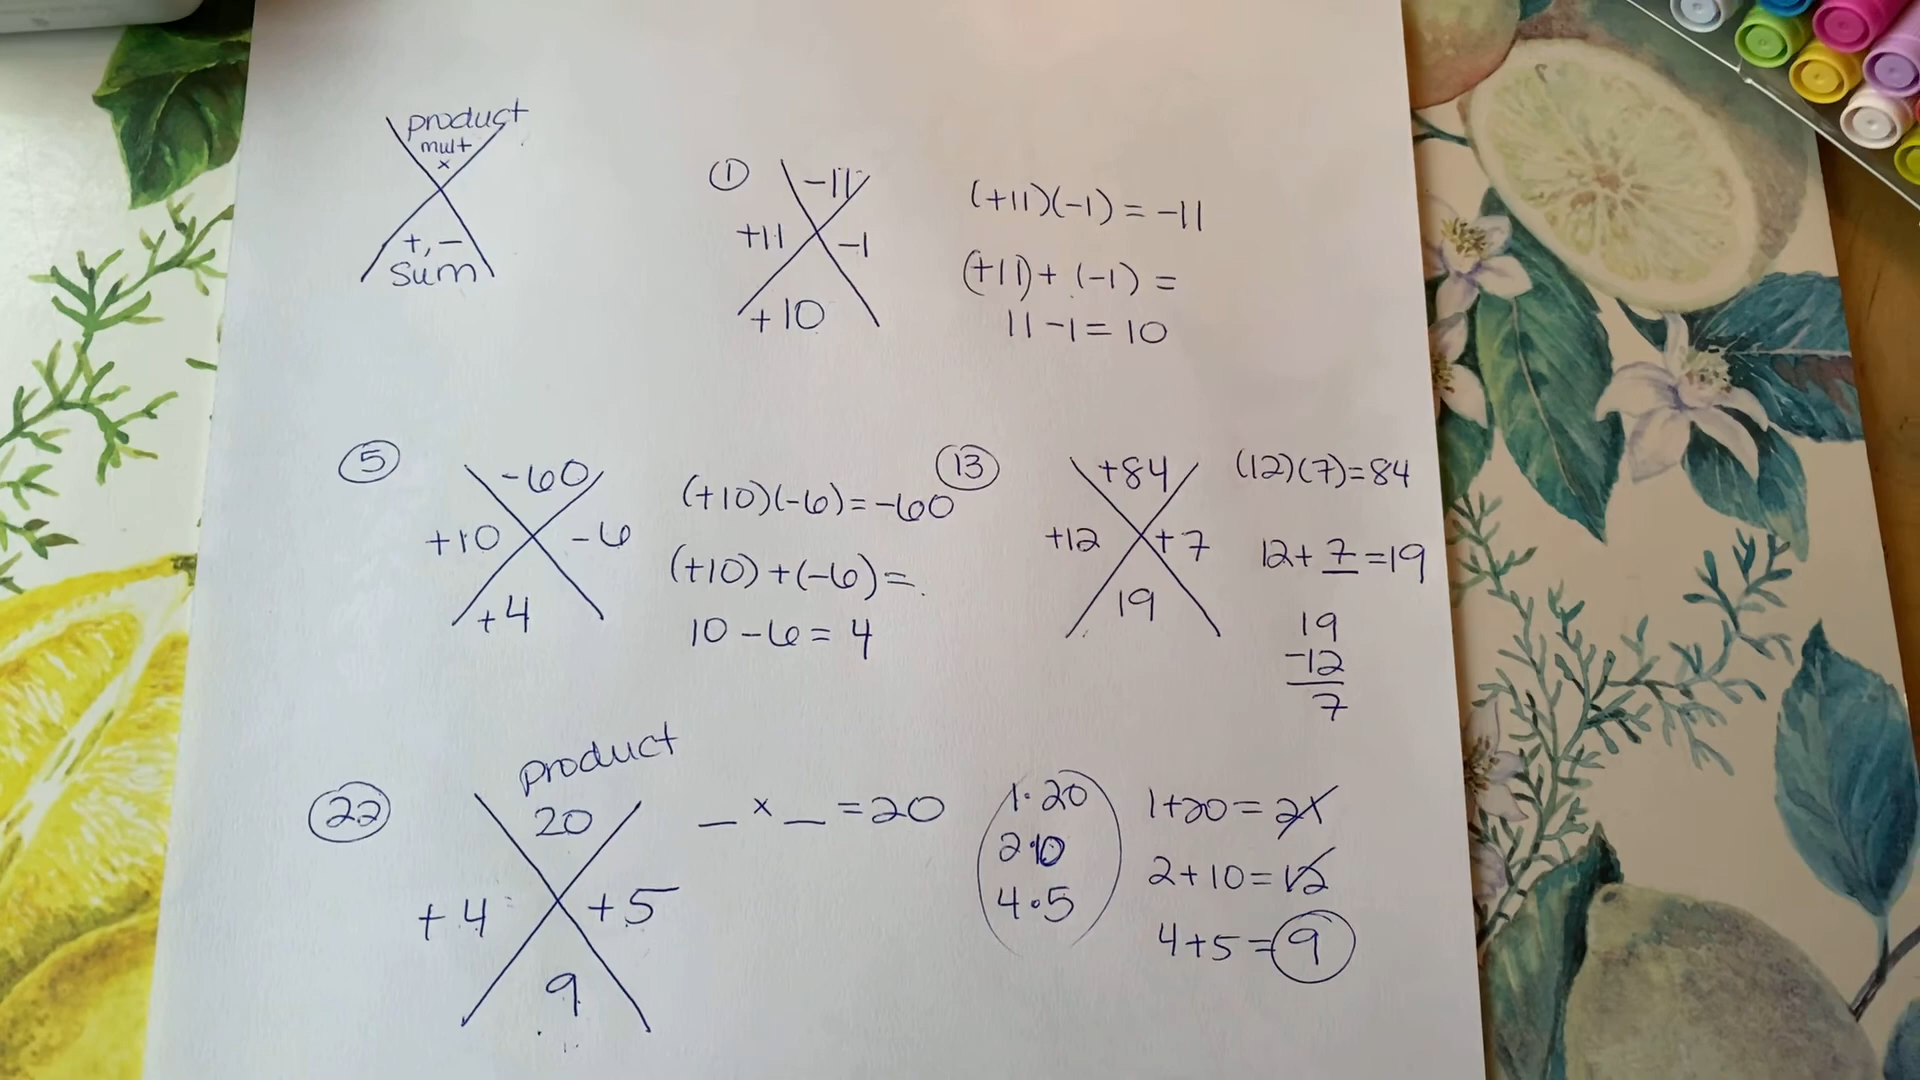 product
mult
×
+, −
sum
① −11
+11 −1
+10
(+11)(−1) = −11
(+11) + (−1) =
11 − 1 = 10
⑤ −60
+10 −6
+4
(+10)(−6) = −60
(+10) + (−6) =
10 − 6 = 4
⑬ +84
+12 +7
19
(12)(7) = 84
12 + 7 = 19
19
−12
7
product
㉒ 20
+4 +5
9
_ × _ = 20
1·20
2·10
4·5
1 + 20 = 21
2 + 10 = 12
4 + 5 = 9